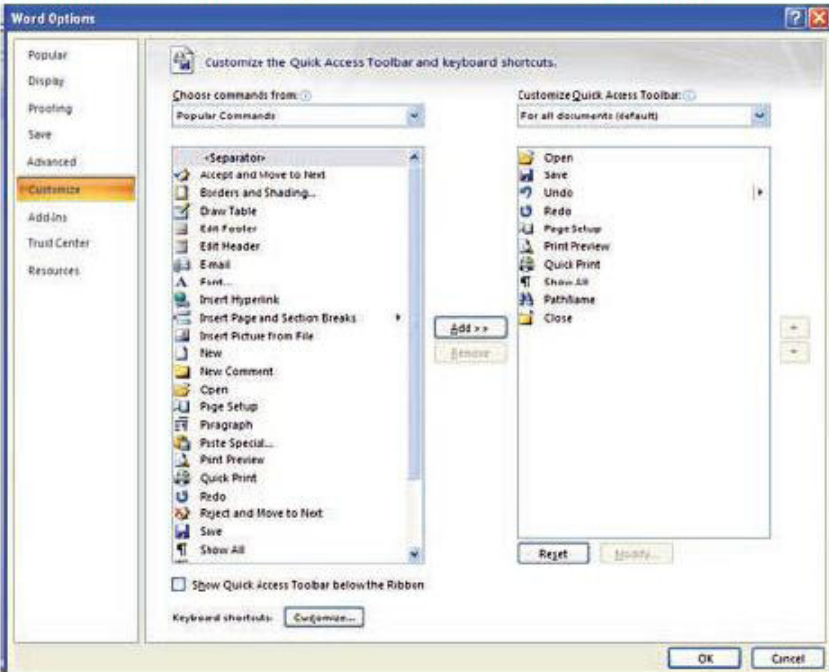 Word Options
Popular
Display
Proofing
Save
Advanced
Customize
Add-Ins
Trust Center
Resources
Customize the Quick Access Toolbar and keyboard shortcuts.
Choose commands from:
Popular Commands
<Separator>
Accept and Move to Next
Borders and Shading...
Draw Table
Edit Footer
Edit Header
E-mail
Font...
Insert Hyperlink
Insert Page and Section Breaks
Insert Picture from File
New
New Comment
Open
Page Setup
Paragraph
Paste Special...
Print Preview
Quick Print
Redo
Reject and Move to Next
Save
Show All
Add >>
Remove
Customize Quick Access Toolbar:
For all documents (default)
Open
Save
Undo
Redo
Page Setup
Print Preview
Quick Print
Show All
PathName
Close
Reset
Modify...
Show Quick Access Toolbar below the Ribbon
Keyboard shortcuts:
Customize...
OK
Cancel